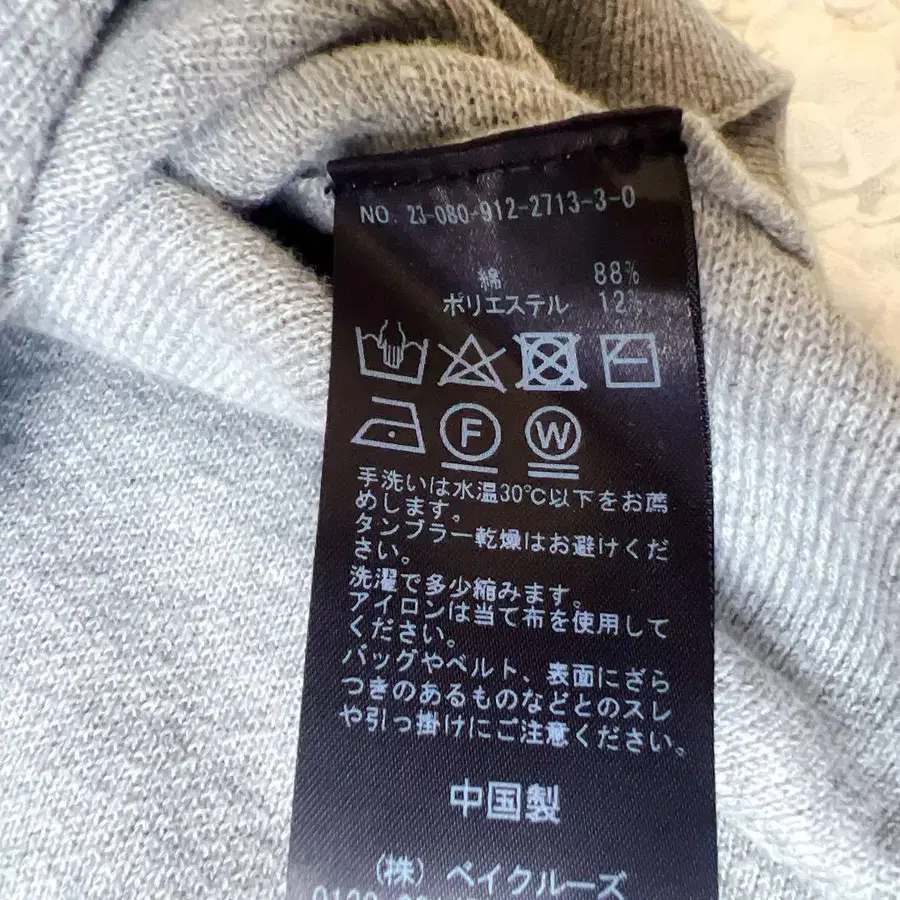 NO. 23-080-912-2713-3-0
綿 88%
ポリエステル 12%
F W
手洗いは水温30℃以下をお薦
めします。
タンブラー乾燥はお避けくだ
さい。
洗濯で多少縮みます。
アイロンは当て布を使用して
ください。
バッグやベルト、表面にざら
つきのあるものなどとのスレ
や引っ掛けにご注意ください。
中国製
(株) ベイクルーズ